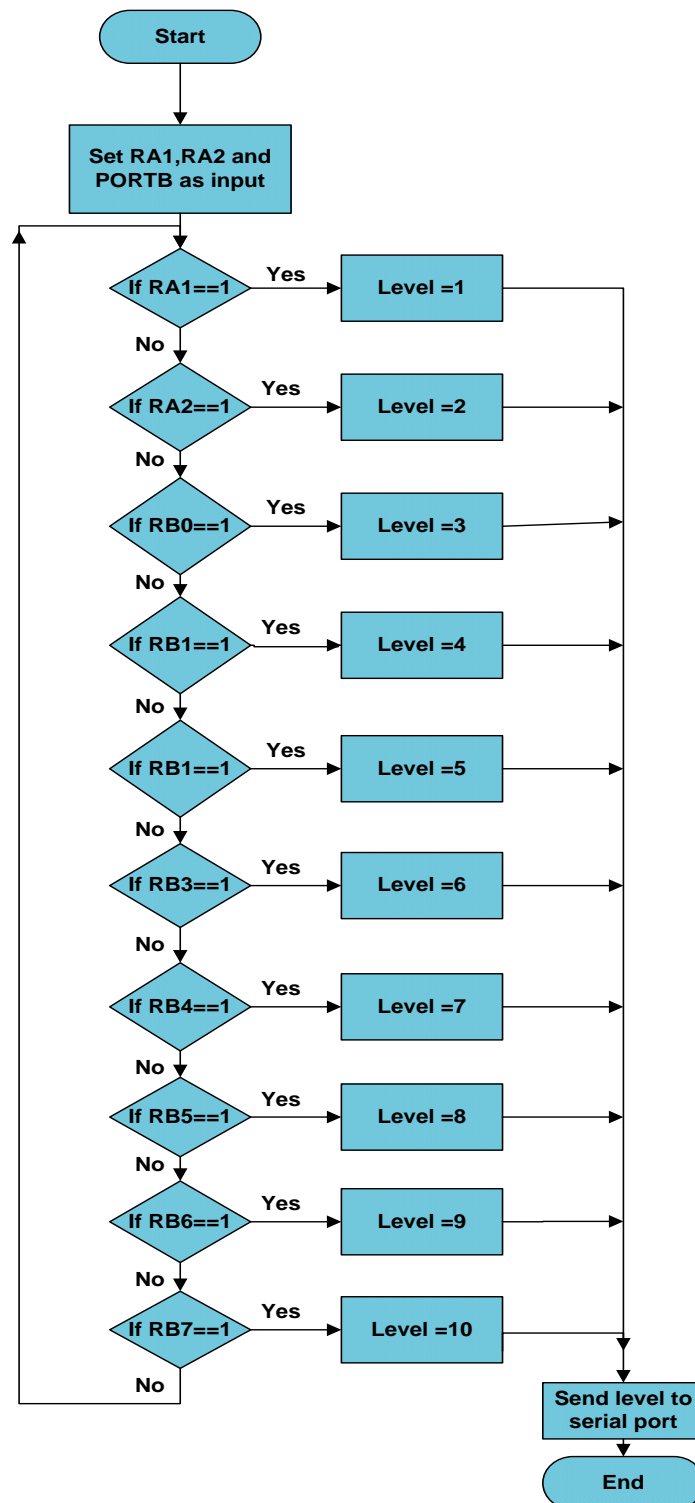 Start
Set RA1,RA2 and
PORTB as input
If RA1==1
Yes
Level =1
No
If RA2==1
Yes
Level =2
No
If RB0==1
Yes
Level =3
No
If RB1==1
Yes
Level =4
No
If RB1==1
Yes
Level =5
No
If RB3==1
Yes
Level =6
No
If RB4==1
Yes
Level =7
No
If RB5==1
Yes
Level =8
No
If RB6==1
Yes
Level =9
No
If RB7==1
Yes
Level =10
No
Send level to
serial port
End